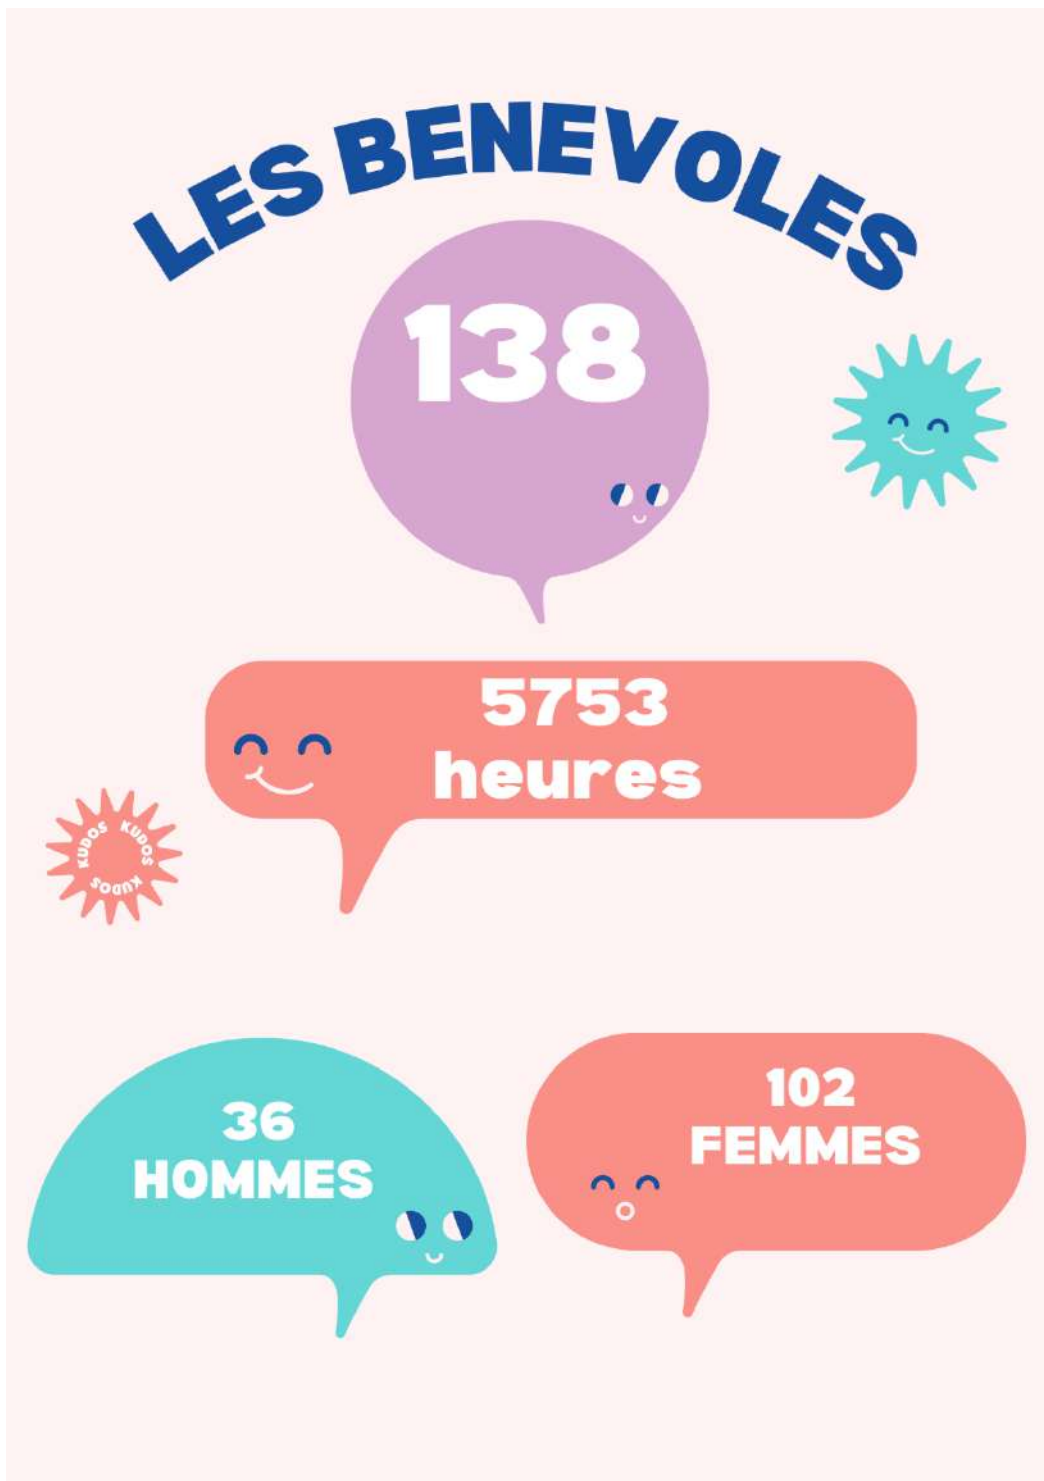 LES BENEVOLES
138
5753
heures
KUDOS KUDOS KUDOS
36
HOMMES
102
FEMMES